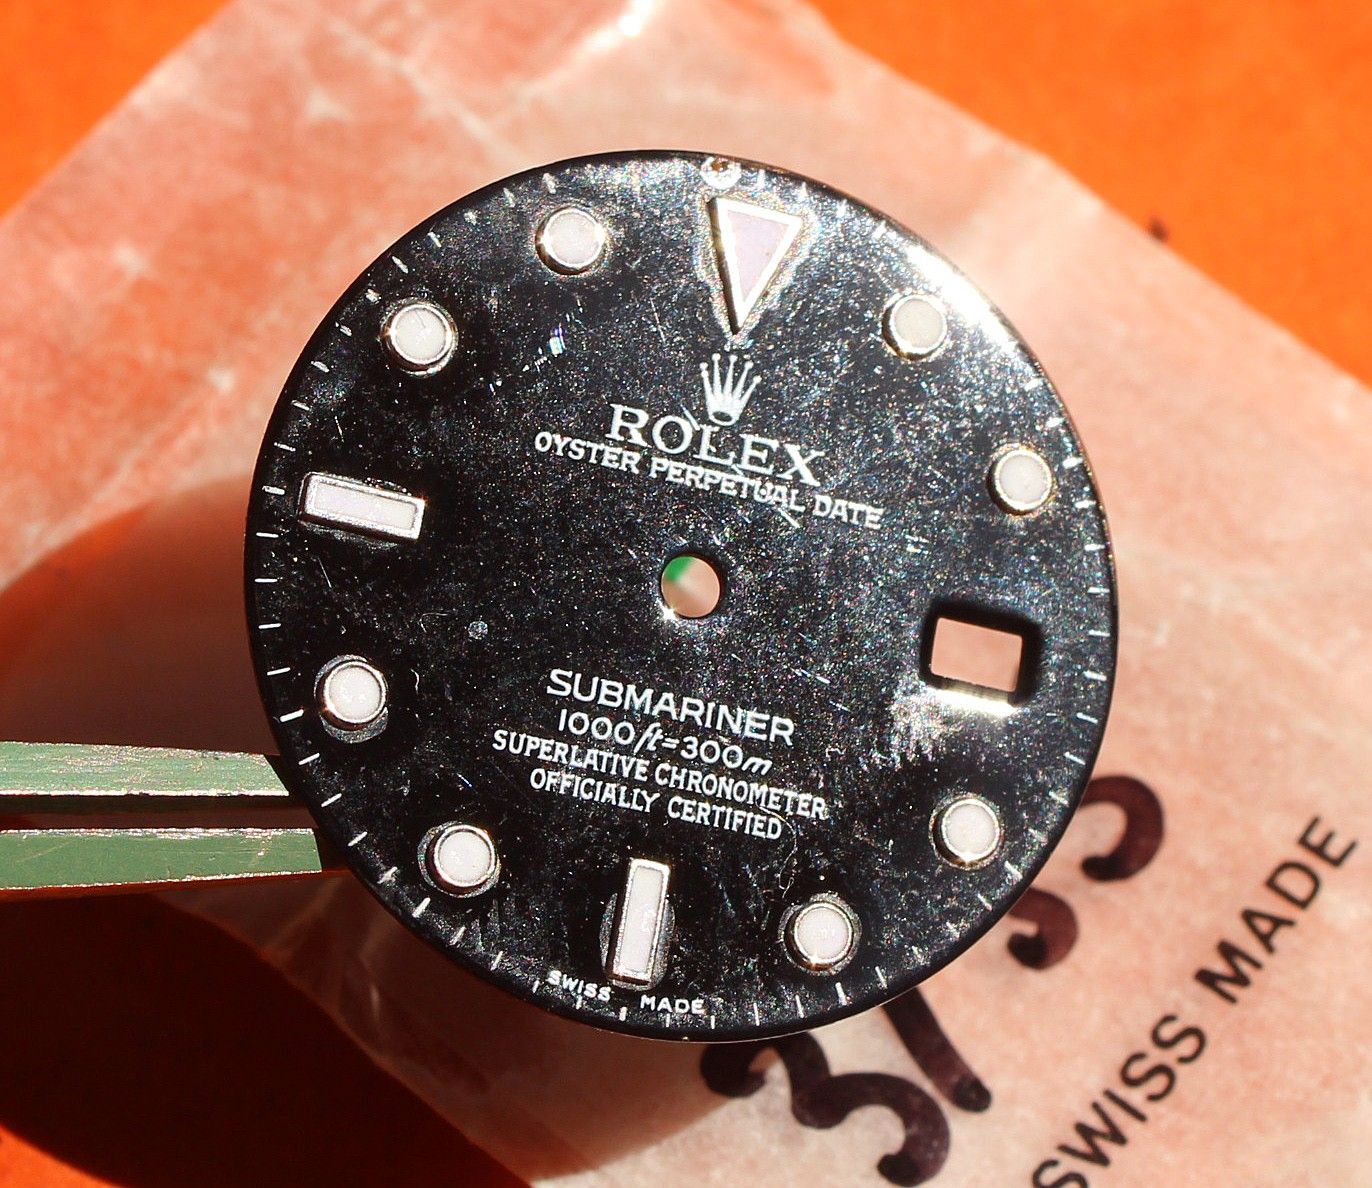 ROLEX
OYSTER PERPETUAL DATE
SUBMARINER
1000ft=300m
SUPERLATIVE CHRONOMETER
OFFICIALLY CERTIFIED
SWISS MADE
SWISS MADE